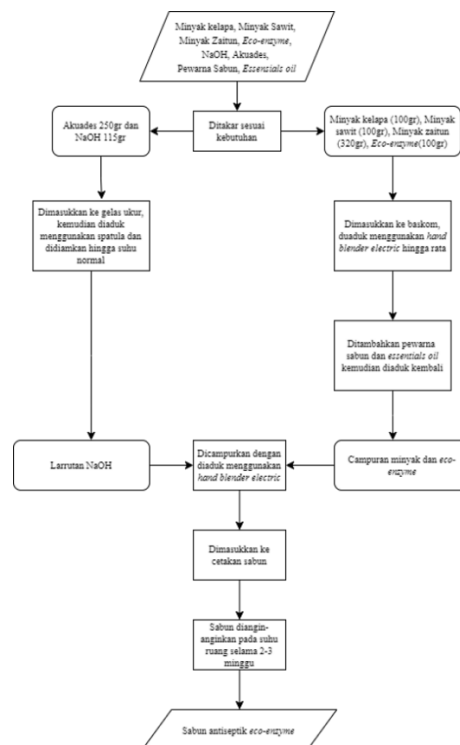 Minyak kelapa, Minyak Sawit,
Minyak Zaitun, Eco-enzyme,
NaOH, Akuades,
Pewarna Sabun, Essensials oil
Akuades 250gr dan
NaOH 115gr
Ditakar sesuai
kebutuhan
Minyak kelapa (100gr), Minyak
sawit (100gr), Minyak zaitun
(320gr), Eco-enzyme(100gr)
Dimasukkan ke gelas ukur,
kemudian diaduk
menggunakan spatula dan
didiamkan hingga suhu
normal
Dimasukkan ke baskom,
duaduk menggunakan hand
blender electric hingga rata
Ditambahkan pewarna
sabun dan essentials oil
kemudian diaduk kembali
Larrutan NaOH
Dicampurkan dengan
diaduk menggunakan
hand blender electric
Campuran minyak dan eco-
enzyme
Dimasukkan ke
cetakan sabun
Sabun diangin-
anginkan pada suhu
ruang selama 2-3
minggu
Sabun antiseptik eco-enzyme